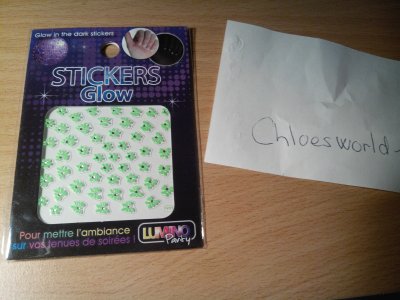 Glow in the dark stickers
STICKERS
Glow
Pour mettre l'ambiance
sur vos tenues de soirées !
LUMINO
Party
Chloesworld-